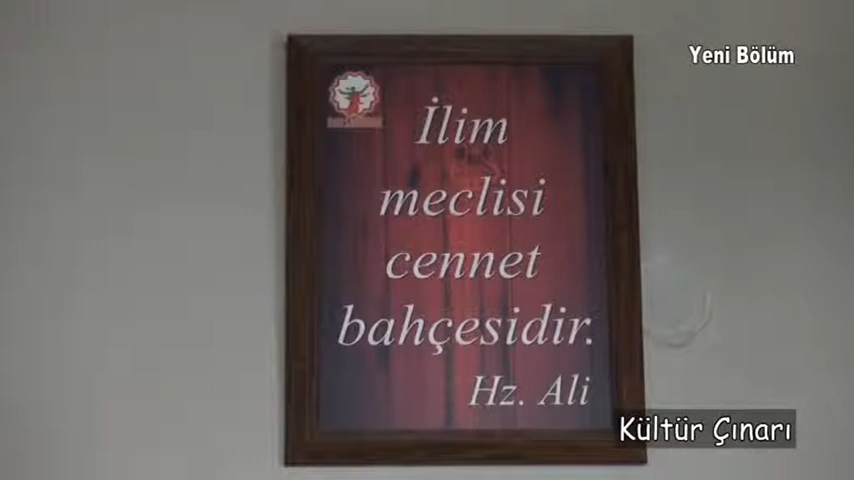 Yeni Bölüm
İlim
meclisi
cennet
bahçesidir.
Hz. Ali
Kültür Çınarı